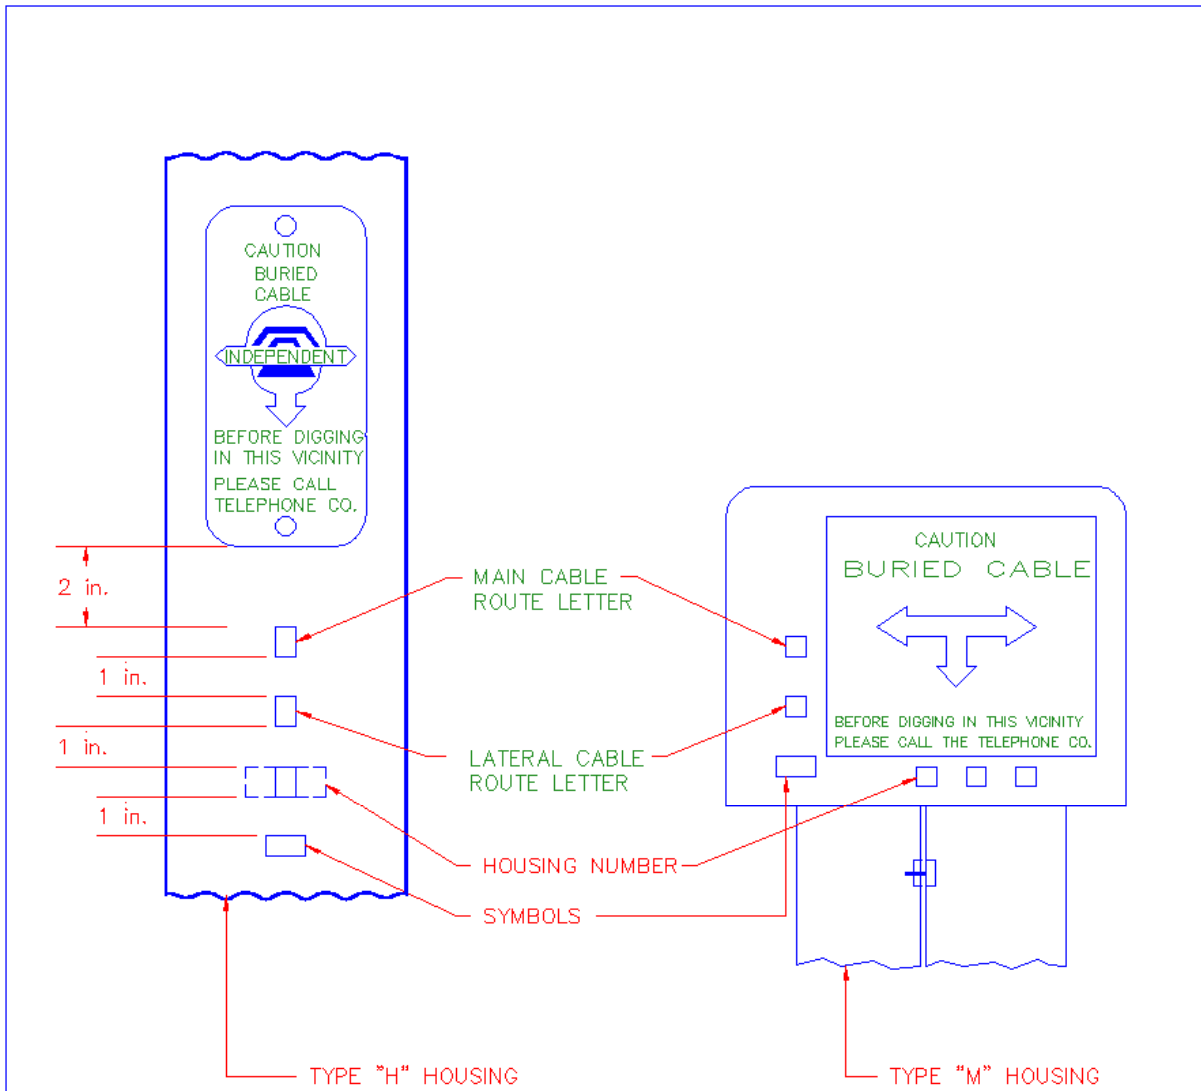 CAUTION
BURIED
CABLE
INDEPENDENT
BEFORE DIGGING
IN THIS VICINITY
PLEASE CALL
TELEPHONE CO.
2 in.
1 in.
1 in.
1 in.
MAIN CABLE
ROUTE LETTER
LATERAL CABLE
ROUTE LETTER
HOUSING NUMBER
SYMBOLS
CAUTION
BURIED CABLE
BEFORE DIGGING IN THIS VICINITY
PLEASE CALL THE TELEPHONE CO.
TYPE "H" HOUSING
TYPE "M" HOUSING